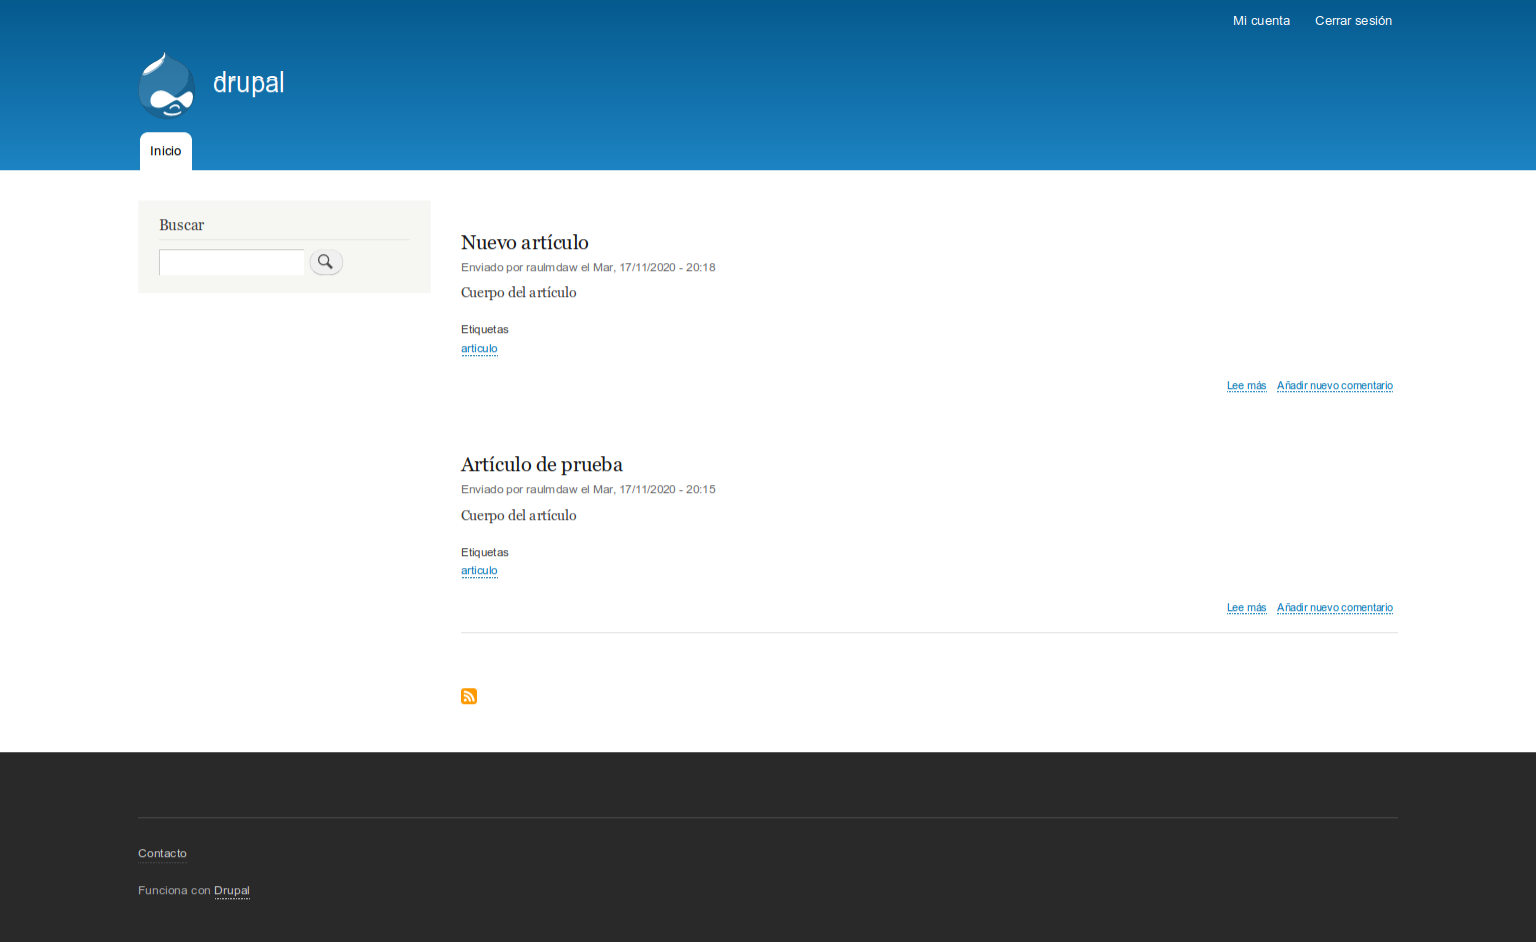 Mi cuenta Cerrar sesión
drupal
Inicio
Buscar
Nuevo artículo
Enviado por raulmdaw el Mar, 17/11/2020 - 20:18
Cuerpo del artículo
Etiquetas
articulo
Lee más Añadir nuevo comentario
Artículo de prueba
Enviado por raulmdaw el Mar, 17/11/2020 - 20:15
Cuerpo del artículo
Etiquetas
articulo
Lee más Añadir nuevo comentario
Contacto
Funciona con Drupal